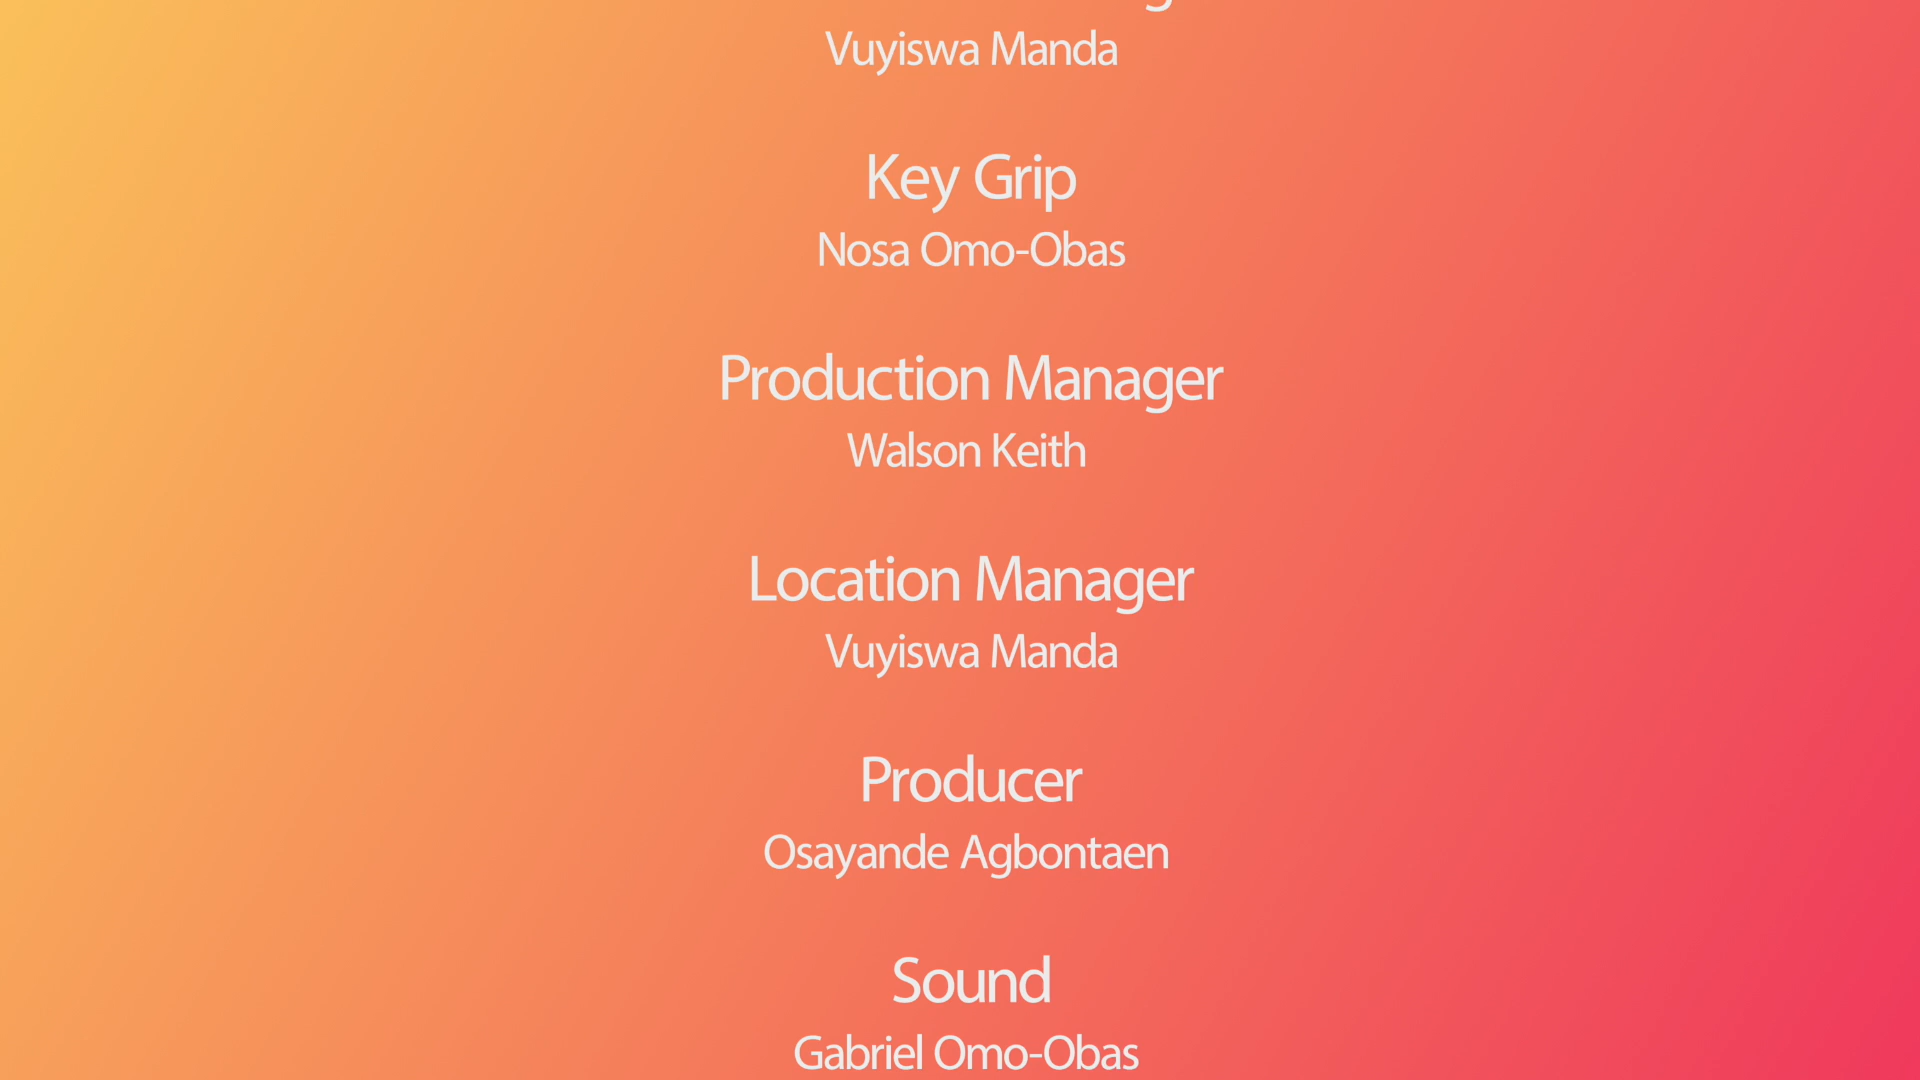 Vuyiswa Manda
Key Grip
Nosa Omo-Obas
Production Manager
Walson Keith
Location Manager
Vuyiswa Manda
Producer
Osayande Agbontaen
Sound
Gabriel Omo-Obas